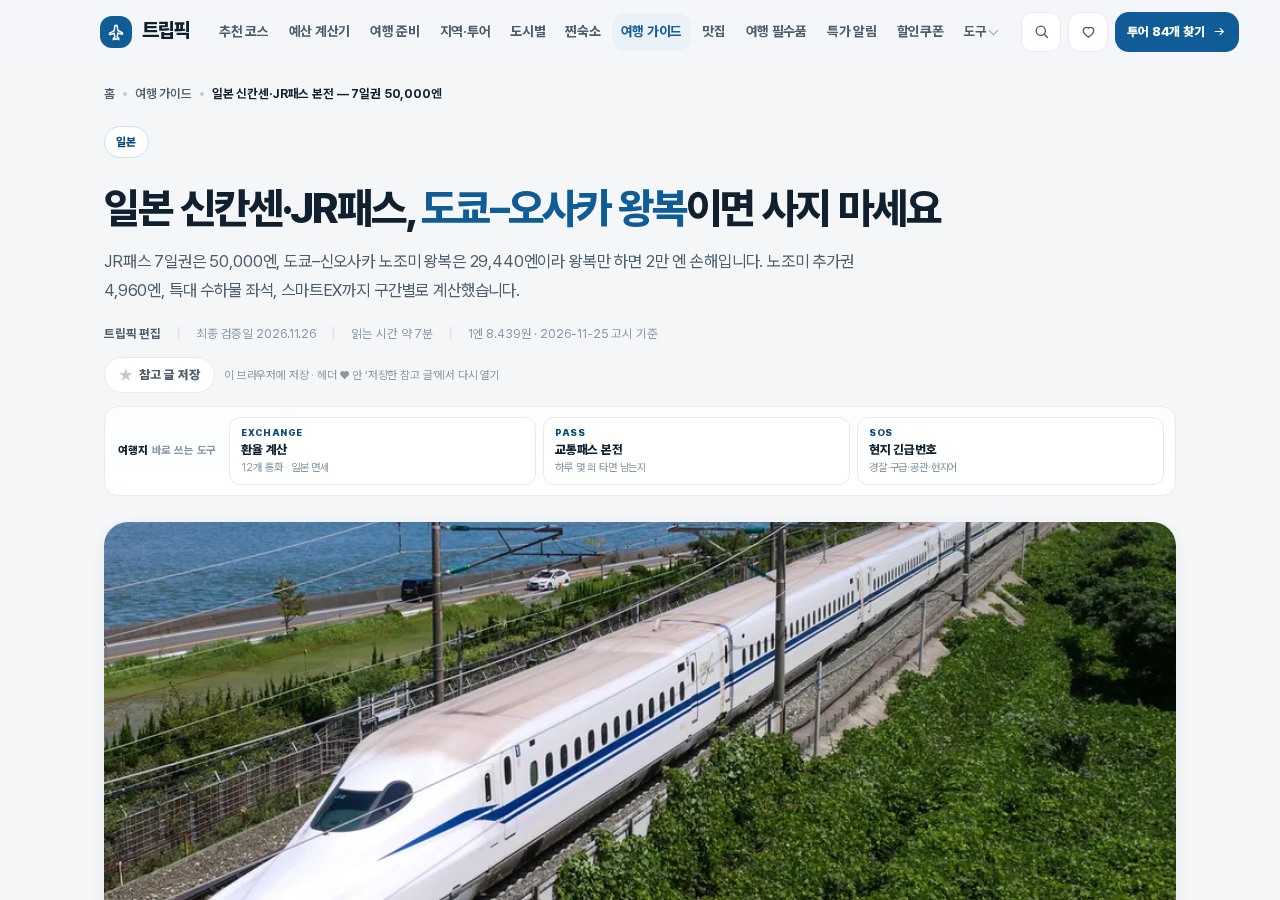 트립픽
추천 코스
예산 계산기
여행 준비
지역·투어
도시별
찐숙소
여행 가이드
맛집
여행 필수품
특가 알림
할인쿠폰
도구
투어 84개 찾기 →
홈 • 여행 가이드 • 일본 신칸센·JR패스 본전 — 7일권 50,000엔
일본
일본 신칸센·JR패스, 도쿄–오사카 왕복이면 사지 마세요
JR패스 7일권은 50,000엔, 도쿄–신오사카 노조미 왕복은 29,440엔이라 왕복만 하면 2만 엔 손해입니다. 노조미 추가권
4,960엔, 특대 수하물 좌석, 스마트EX까지 구간별로 계산했습니다.
트립픽 편집 | 최종 검증일 2026.11.26 | 읽는 시간 약 7분 | 1엔 8.439원 · 2026-11-25 고시 기준
★ 참고 글 저장
이 브라우저에 저장 · 헤더 ♥ 안 '저장한 참고 글'에서 다시 열기
여행지 바로 쓰는 도구
EXCHANGE
환율 계산
12개 통화 · 일본 면세
PASS
교통패스 본전
하루 몇 회 타면 남는지
SOS
현지 긴급번호
경찰·구급·공관·현지어